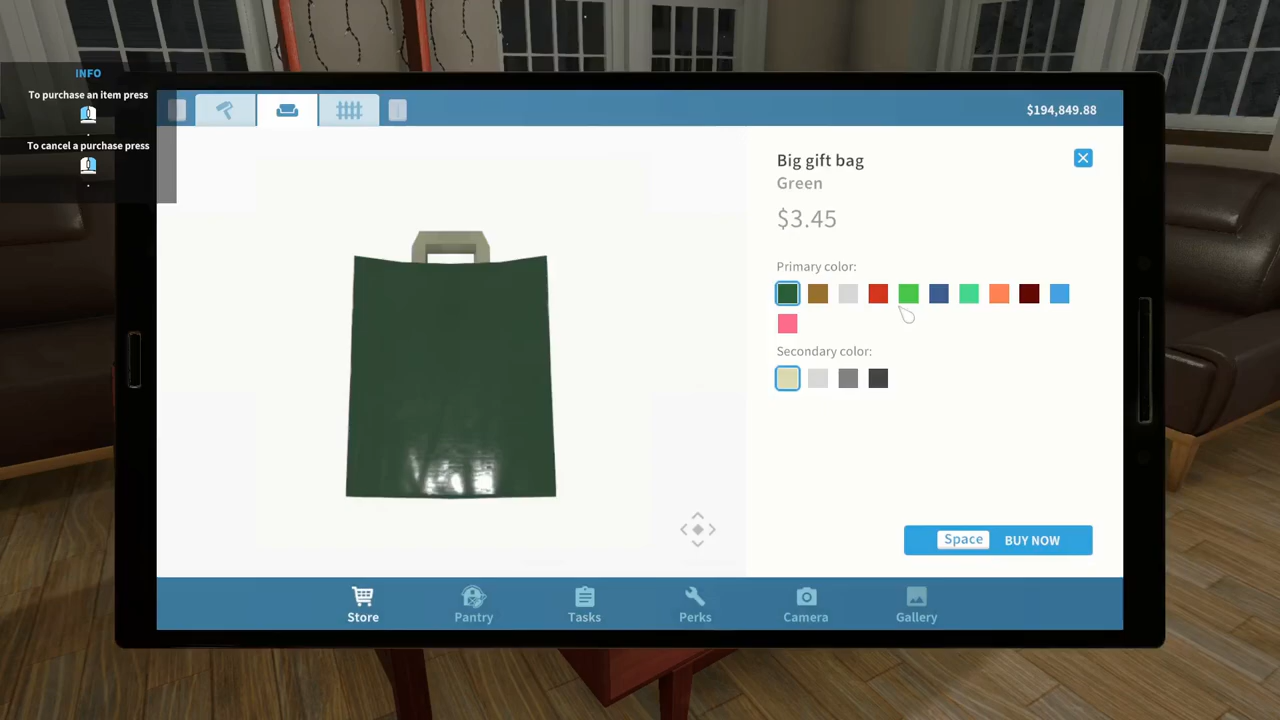 INFO
To purchase an item press
.
To cancel a purchase press
.
$194,849.88
Big gift bag
Green
$3.45
Primary color:
Secondary color:
Space BUY NOW
Store Pantry Tasks Perks Camera Gallery